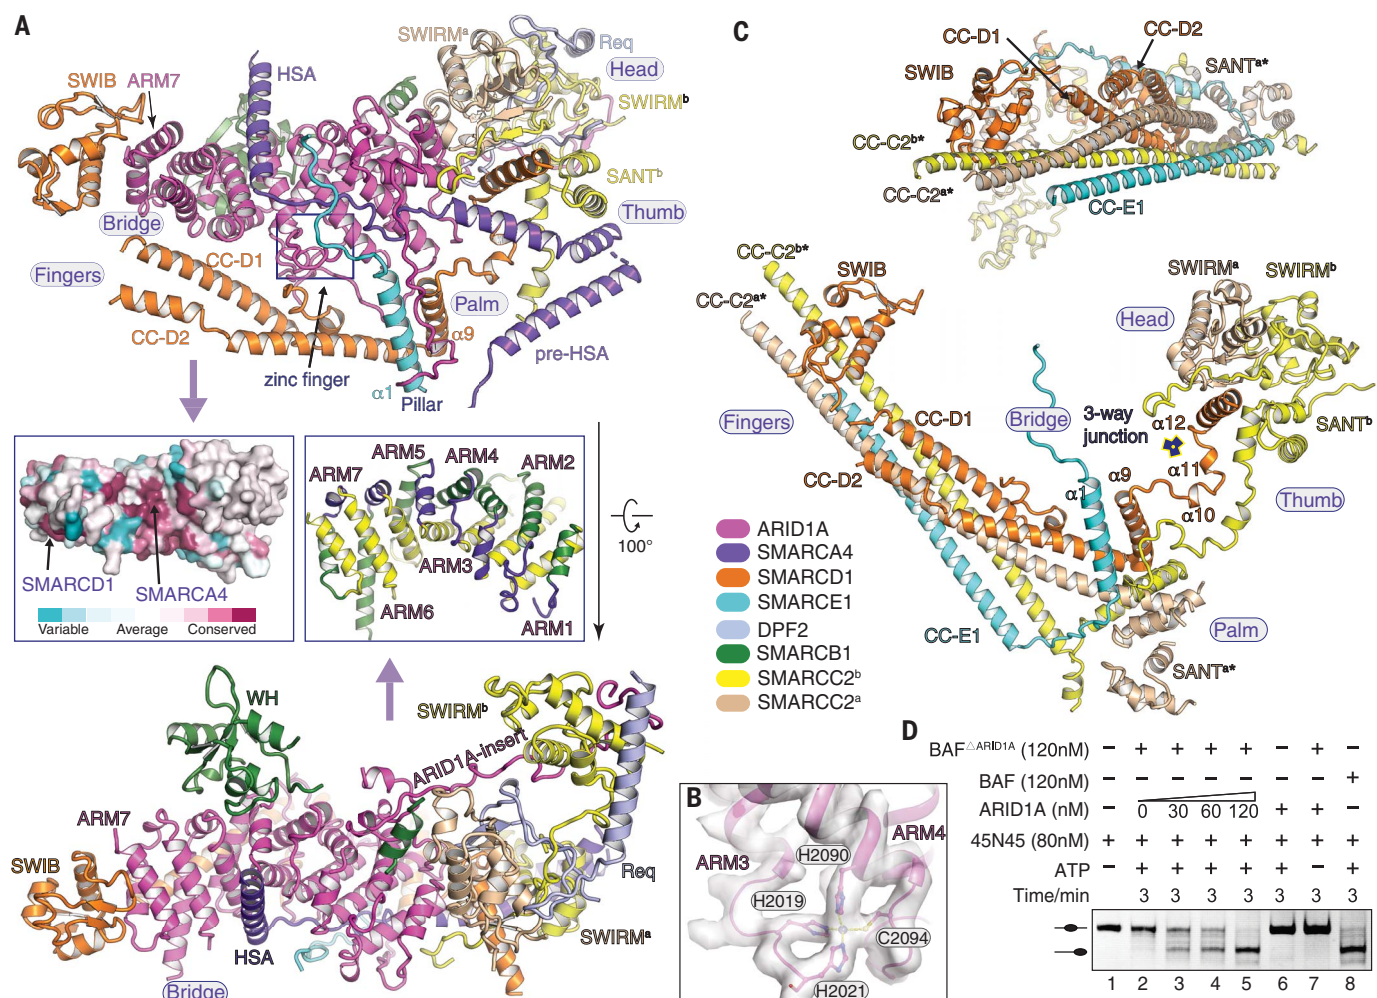 A
SWIB ARM7
HSA
SWIRMᵃ
Req
Head
SWIRMᵇ
SANTᵇ
Thumb
Bridge
Fingers
CC-D1
CC-D2
Palm
α9
pre-HSA
zinc finger
α1
Pillar
SMARCD1
SMARCA4
Variable Average Conserved
ARM7
ARM5
ARM4
ARM2
ARM3
ARM6
ARM1
100°
WH
SWIRMᵇ
ARID1A-insert
ARM7
SWIB
Req
HSA
SWIRMᵃ
Bridge
C
CC-D1
CC-D2
SWIB
SANTᵃ*
CC-C2ᵇ*
CC-C2ᵃ*
CC-E1
CC-C2ᵇ*
SWIB
CC-C2ᵃ*
SWIRMᵃ
SWIRMᵇ
Head
Fingers
CC-D1
Bridge
3-way
junction
α12
SANTᵇ
CC-D2
α9
α11
α1
α10
Thumb
CC-E1
Palm
SANTᵃ*
ARID1A
SMARCA4
SMARCD1
SMARCE1
DPF2
SMARCB1
SMARCC2ᵇ
SMARCC2ᵃ
B
ARM4
H2090
ARM3
H2019
C2094
H2021
D
BAF△ARID1A (120nM) − + + + + − + −
BAF (120nM) − − − − − − − +
ARID1A (nM) − 0 30 60 120 + + −
45N45 (80nM) + + + + + + + +
ATP − + + + + + − +
Time/min 3 3 3 3 3 3 3
1 2 3 4 5 6 7 8